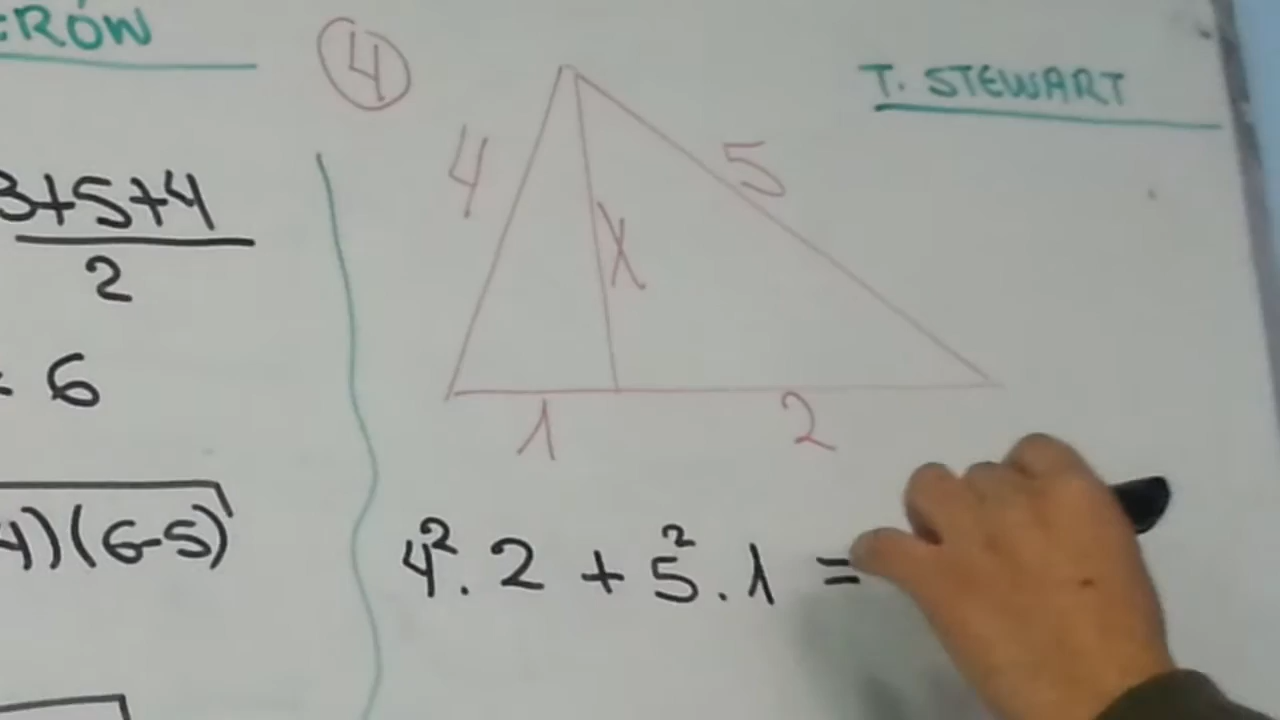 ERÓN
3+5+4
2
= 6
4)(6-5)
4
T. STEWART
4
5
X
1
2
4². 2 + 5². 1 =